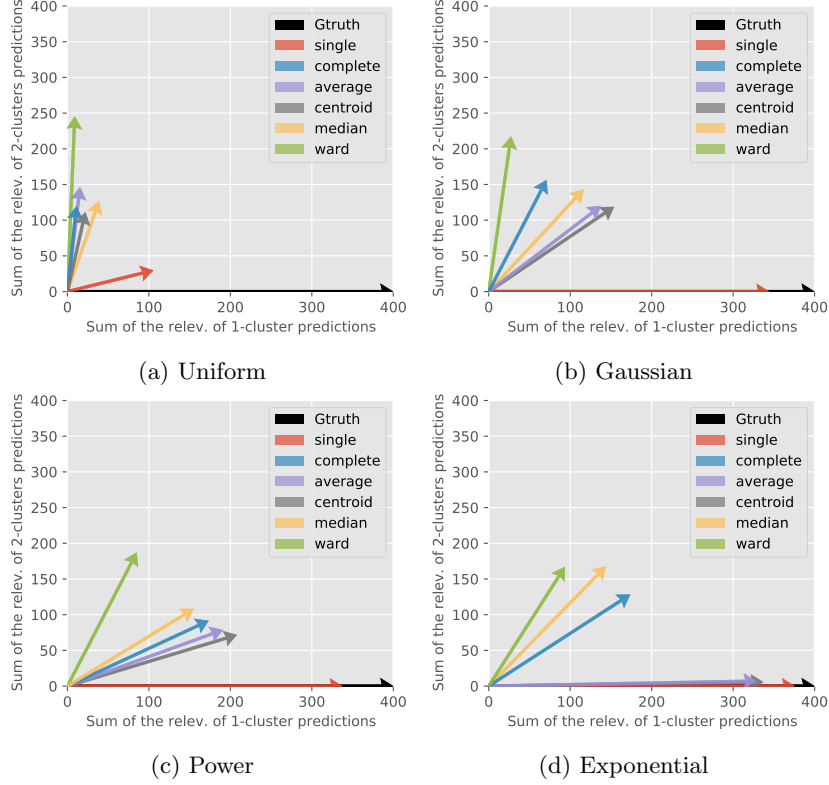 400
350
300
250
200
150
100
50
0
Sum of the relev. of 2-clusters predictions
Gtruth
single
complete
average
centroid
median
ward
0 100 200 300 400
Sum of the relev. of 1-cluster predictions
(a) Uniform
400
350
300
250
200
150
100
50
0
Sum of the relev. of 2-clusters predictions
Gtruth
single
complete
average
centroid
median
ward
0 100 200 300 400
Sum of the relev. of 1-cluster predictions
(b) Gaussian
400
350
300
250
200
150
100
50
0
Sum of the relev. of 2-clusters predictions
Gtruth
single
complete
average
centroid
median
ward
0 100 200 300 400
Sum of the relev. of 1-cluster predictions
(c) Power
400
350
300
250
200
150
100
50
0
Sum of the relev. of 2-clusters predictions
Gtruth
single
complete
average
centroid
median
ward
0 100 200 300 400
Sum of the relev. of 1-cluster predictions
(d) Exponential